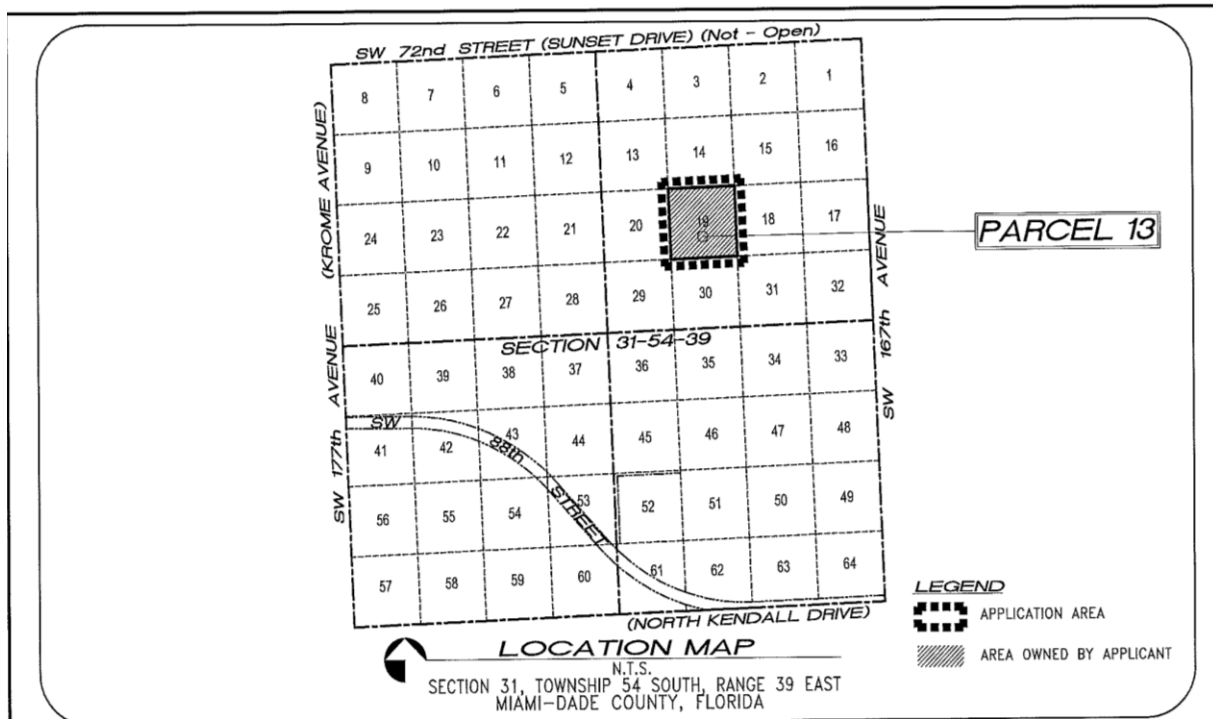 SW 72nd STREET (SUNSET DRIVE) (Not - Open)
8 7 6 5 4 3 2 1
9 10 11 12 13 14 15 16
24 23 22 21 20 19 18 17
25 26 27 28 29 30 31 32
SECTION 31-54-39
40 39 38 37 36 35 34 33
41 42 43 44 45 46 47 48
56 55 54 53 52 51 50 49
57 58 59 60 61 62 63 64
SW 88th STREET
(NORTH KENDALL DRIVE)
SW 177th AVENUE (KROME AVENUE)
SW 167th AVENUE
PARCEL 13
LEGEND
APPLICATION AREA
AREA OWNED BY APPLICANT
LOCATION MAP
N.T.S.
SECTION 31, TOWNSHIP 54 SOUTH, RANGE 39 EAST
MIAMI-DADE COUNTY, FLORIDA